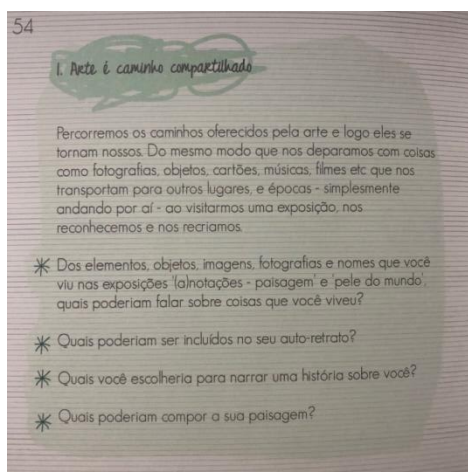 54
1. Arte é caminho compartilhado
Percorremos os caminhos oferecidos pela arte e logo eles se
tornam nossos. Do mesmo modo que nos deparamos com coisas
como fotografias, objetos, cartões, músicas, filmes etc que nos
transportam para outros lugares, e épocas - simplesmente
andando por aí - ao visitarmos uma exposição, nos
reconhecemos e nos recriamos.
* Dos elementos, objetos, imagens, fotografias e nomes que você
viu nas exposições '(a)notações - paisagem' e 'pele do mundo',
quais poderiam falar sobre coisas que você viveu?
* Quais poderiam ser incluídos no seu auto-retrato?
* Quais você escolheria para narrar uma história sobre você?
* Quais poderiam compor a sua paisagem?